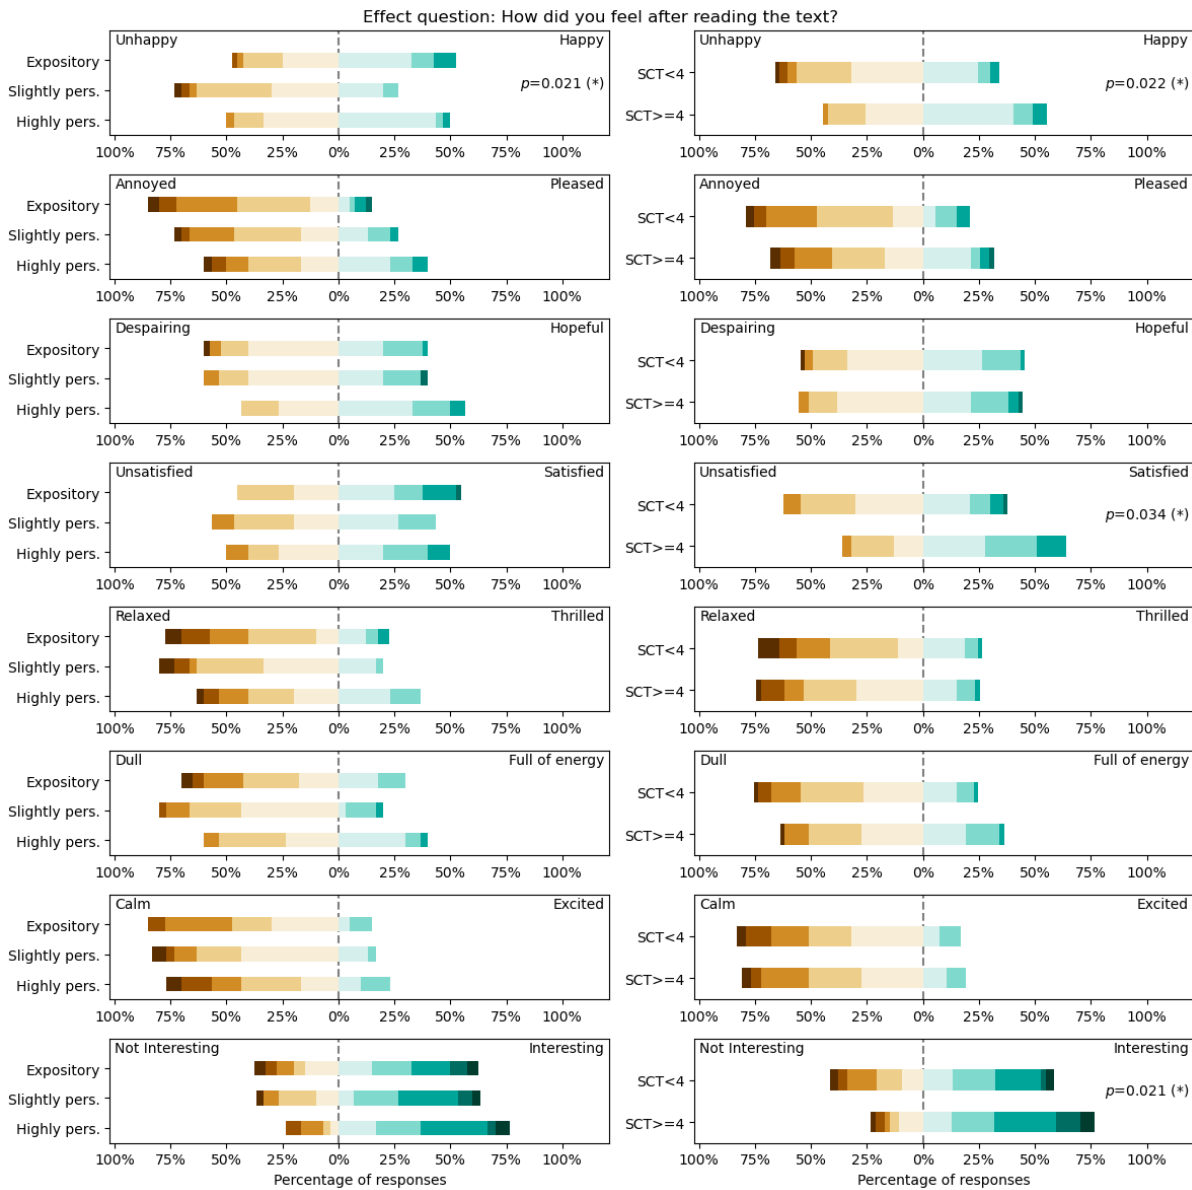 Effect question: How did you feel after reading the text?
Unhappy Happy
Expository
Slightly pers.
Highly pers.
p=0.021 (*)
100% 75% 50% 25% 0% 25% 50% 75% 100%
Unhappy Happy
SCT<4
SCT>=4
p=0.022 (*)
100% 75% 50% 25% 0% 25% 50% 75% 100%
Annoyed Pleased
Expository
Slightly pers.
Highly pers.
100% 75% 50% 25% 0% 25% 50% 75% 100%
Annoyed Pleased
SCT<4
SCT>=4
100% 75% 50% 25% 0% 25% 50% 75% 100%
Despairing Hopeful
Expository
Slightly pers.
Highly pers.
100% 75% 50% 25% 0% 25% 50% 75% 100%
Despairing Hopeful
SCT<4
SCT>=4
100% 75% 50% 25% 0% 25% 50% 75% 100%
Unsatisfied Satisfied
Expository
Slightly pers.
Highly pers.
100% 75% 50% 25% 0% 25% 50% 75% 100%
Unsatisfied Satisfied
SCT<4
SCT>=4
p=0.034 (*)
100% 75% 50% 25% 0% 25% 50% 75% 100%
Relaxed Thrilled
Expository
Slightly pers.
Highly pers.
100% 75% 50% 25% 0% 25% 50% 75% 100%
Relaxed Thrilled
SCT<4
SCT>=4
100% 75% 50% 25% 0% 25% 50% 75% 100%
Dull Full of energy
Expository
Slightly pers.
Highly pers.
100% 75% 50% 25% 0% 25% 50% 75% 100%
Dull Full of energy
SCT<4
SCT>=4
100% 75% 50% 25% 0% 25% 50% 75% 100%
Calm Excited
Expository
Slightly pers.
Highly pers.
100% 75% 50% 25% 0% 25% 50% 75% 100%
Calm Excited
SCT<4
SCT>=4
100% 75% 50% 25% 0% 25% 50% 75% 100%
Not Interesting Interesting
Expository
Slightly pers.
Highly pers.
100% 75% 50% 25% 0% 25% 50% 75% 100%
Percentage of responses
Not Interesting Interesting
SCT<4
SCT>=4
p=0.021 (*)
100% 75% 50% 25% 0% 25% 50% 75% 100%
Percentage of responses